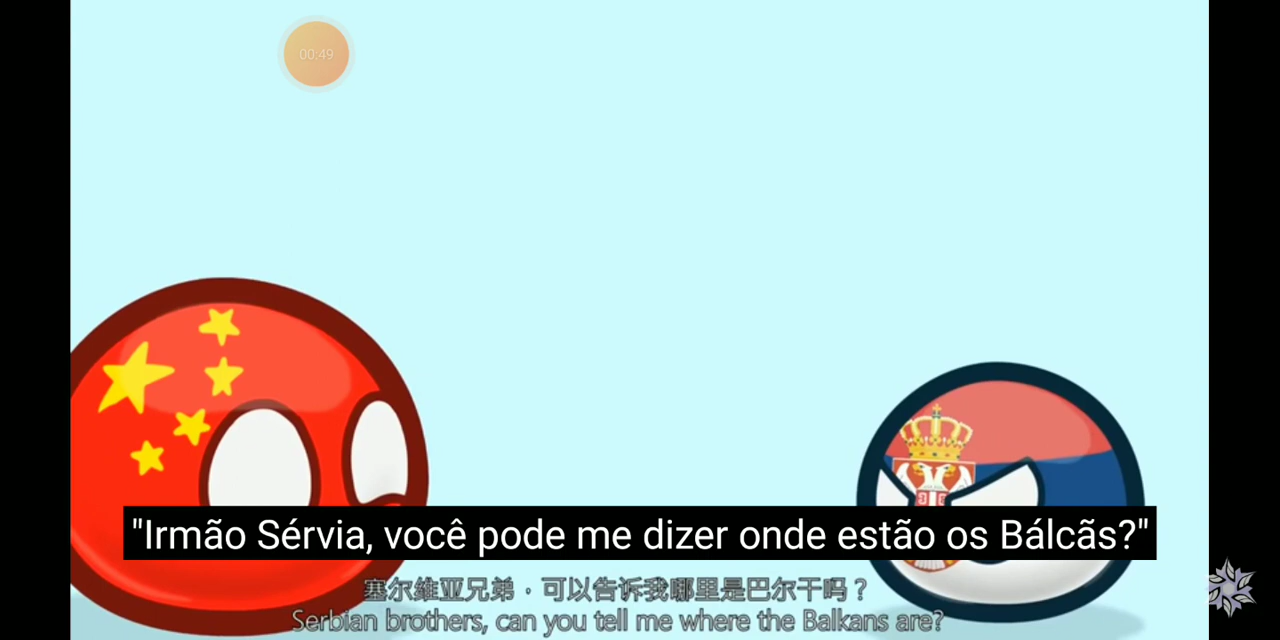 00:49
"Irmão Sérvia, você pode me dizer onde estão os Bálcãs?"
塞尔维亚兄弟，可以告诉我哪里是巴尔干吗？
Serbian brothers, can you tell me where the Balkans are?